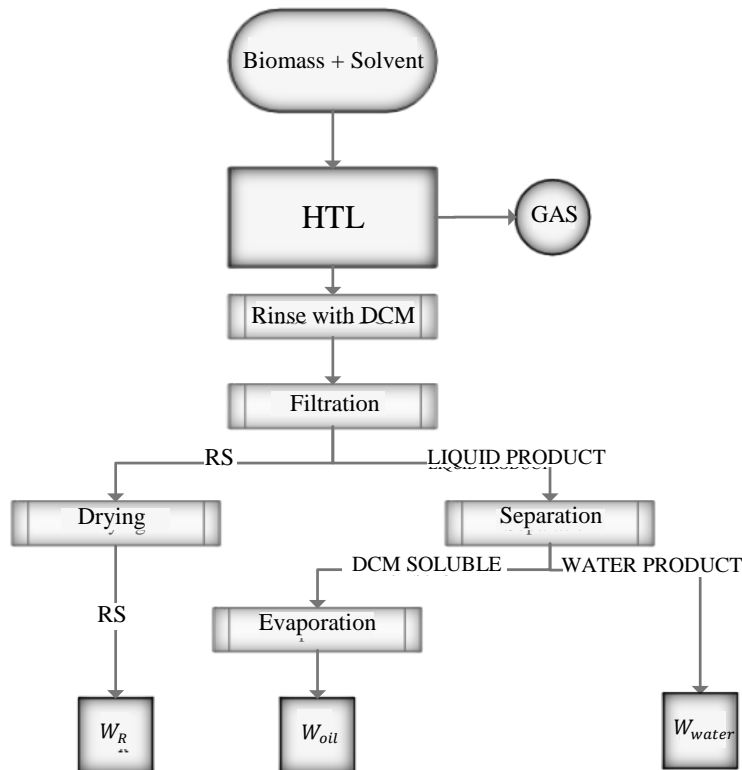 Biomass + Solvent
HTL
GAS
Rinse with DCM
Filtration
RS
LIQUID PRODUCT
Drying
Separation
DCM SOLUBLE
WATER PRODUCT
RS
Evaporation
W_R
W_oil
W_water